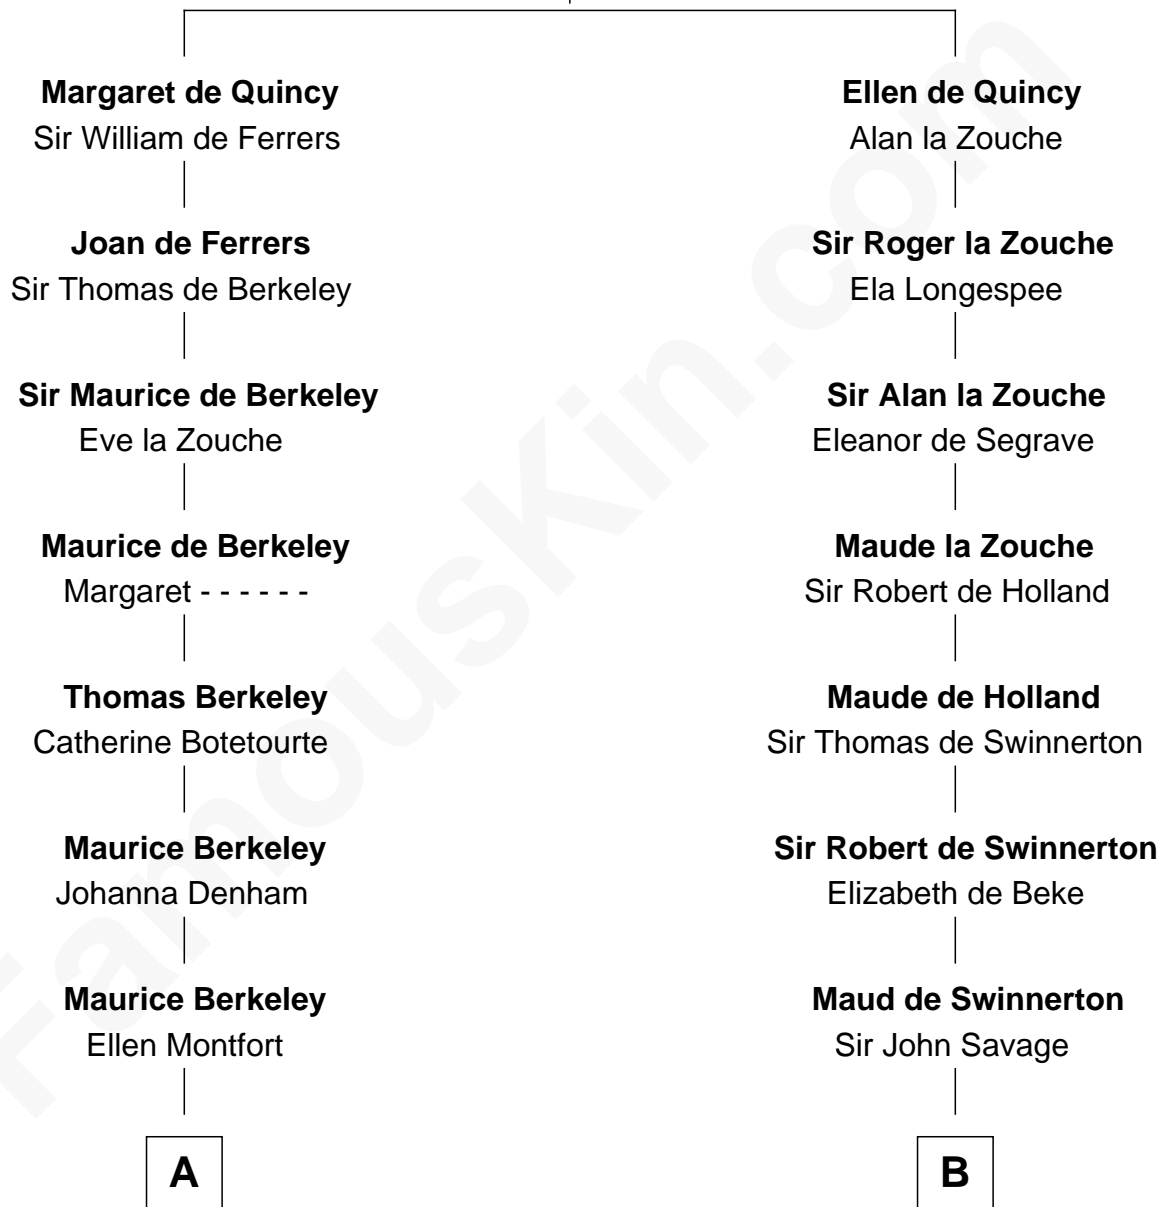 Margaret de Quincy
Sir William de Ferrers
Joan de Ferrers
Sir Thomas de Berkeley
Sir Maurice de Berkeley
Eve la Zouche
Maurice de Berkeley
Margaret - - - - - -
Thomas Berkeley
Catherine Botetourte
Maurice Berkeley
Johanna Denham
Maurice Berkeley
Ellen Montfort
A
Ellen de Quincy
Alan la Zouche
Sir Roger la Zouche
Ela Longespee
Sir Alan la Zouche
Eleanor de Segrave
Maude la Zouche
Sir Robert de Holland
Maude de Holland
Sir Thomas de Swinnerton
Sir Robert de Swinnerton
Elizabeth de Beke
Maud de Swinnerton
Sir John Savage
B
FamousKin.com